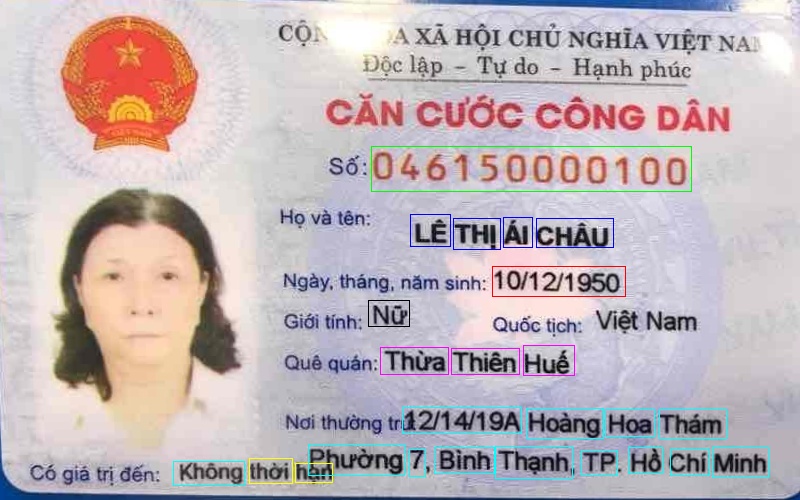 CỘNG HÒA XÃ HỘI CHỦ NGHĨA VIỆT NAM
Độc lập - Tự do - Hạnh phúc
CĂN CƯỚC CÔNG DÂN
Số: 046150000100
Họ và tên: LÊ THỊ ÁI CHÂU
Ngày, tháng, năm sinh: 10/12/1950
Giới tính: Nữ Quốc tịch: Việt Nam
Quê quán: Thừa Thiên Huế
Nơi thường trú: 12/14/19A Hoàng Hoa Thám
Phường 7, Bình Thạnh, TP. Hồ Chí Minh
Có giá trị đến: Không thời hạn